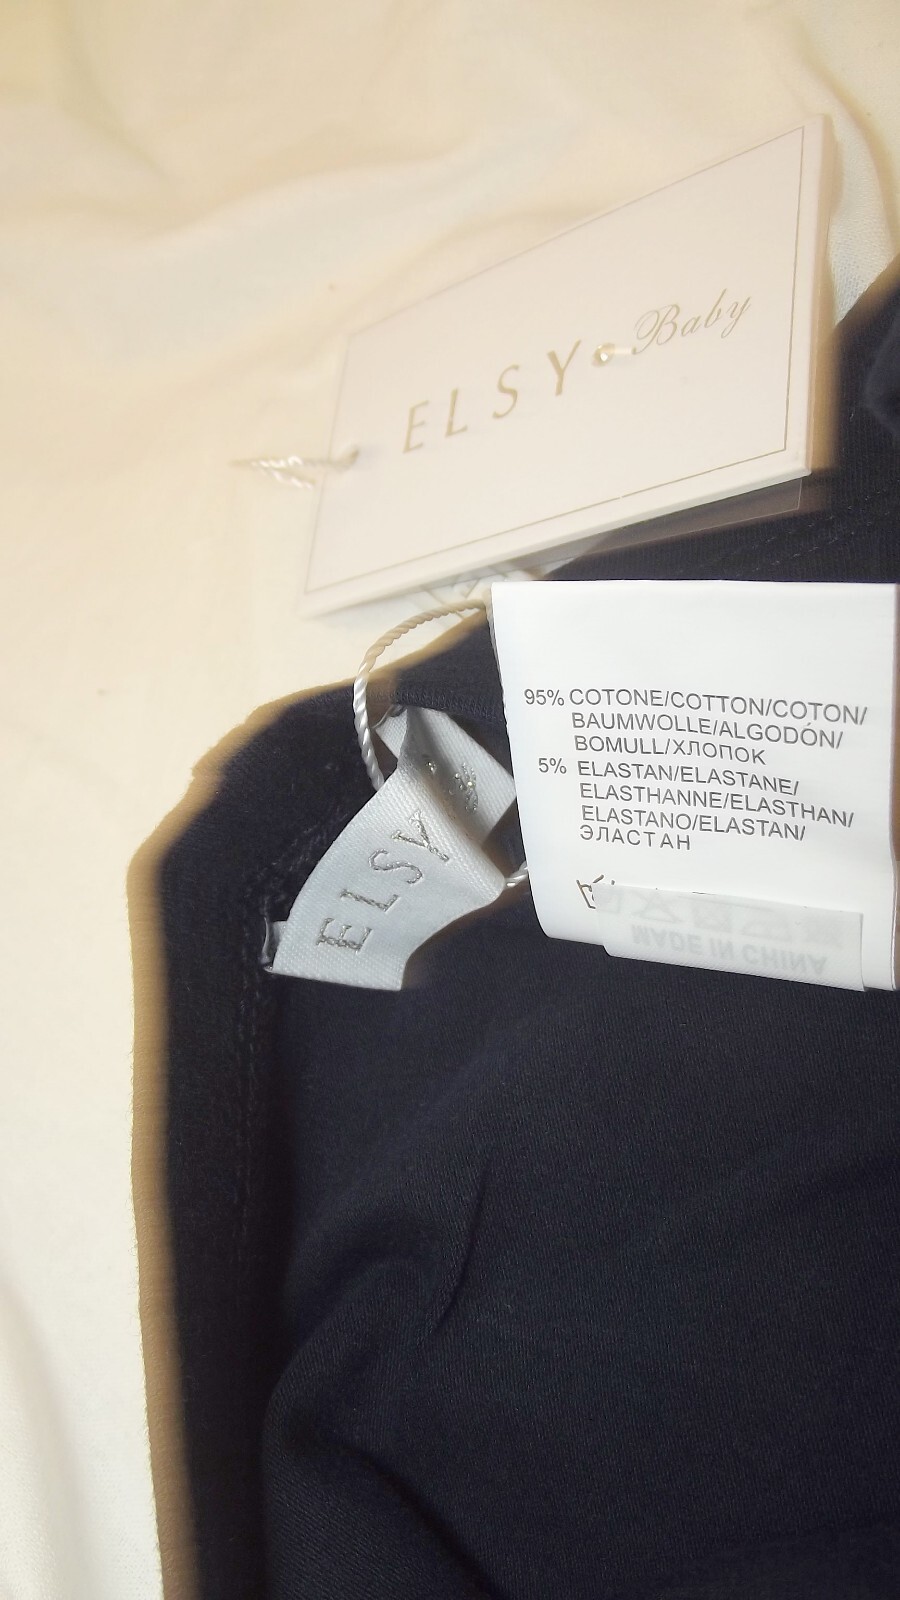 ELSY Baby
95% COTONE/COTTON/COTON/
BAUMWOLLE/ALGODÓN/
BOMULL/ХЛОПОК
5% ELASTAN/ELASTANE/
ELASTHANNE/ELASTHAN/
ELASTANO/ELASTAN/
ЭЛАСТАН
MADE IN CHINA
ELSY